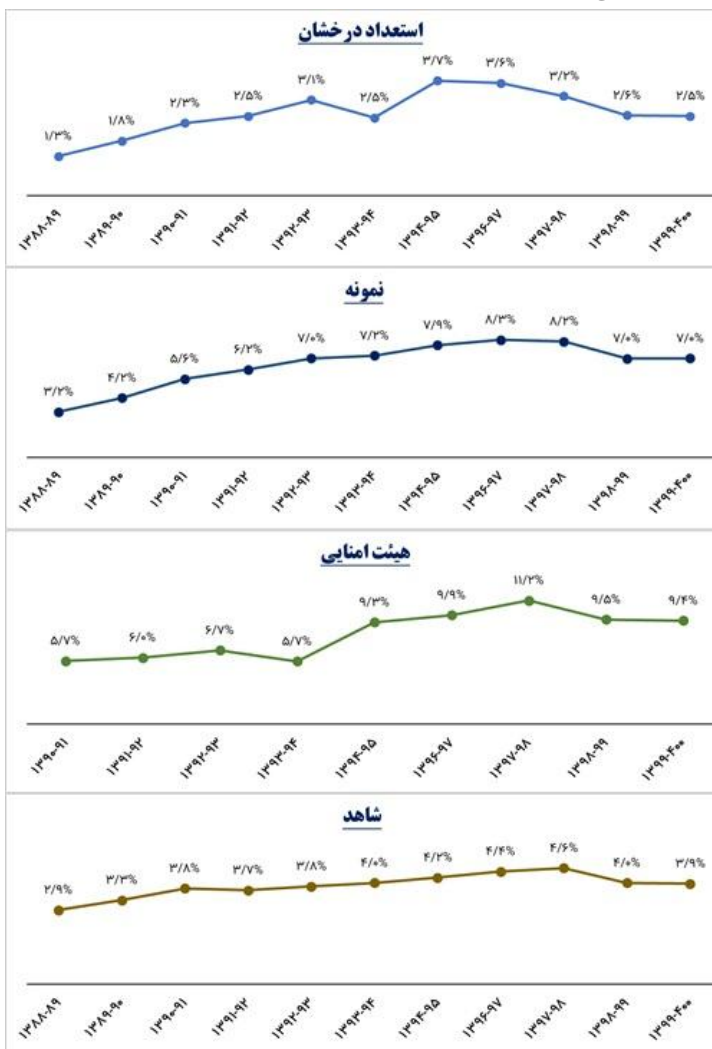 استعداد درخشان
۱/۳% ۱/۸% ۲/۳% ۲/۵% ۳/۱% ۲/۵% ۳/۷% ۳/۶% ۳/۲% ۲/۶% ۲/۵%
۱۳۸۸-۸۹ ۱۳۸۹-۹۰ ۱۳۹۰-۹۱ ۱۳۹۱-۹۲ ۱۳۹۲-۹۳ ۱۳۹۳-۹۴ ۱۳۹۴-۹۵ ۱۳۹۶-۹۷ ۱۳۹۷-۹۸ ۱۳۹۸-۹۹ ۱۳۹۹-۴۰۰
نمونه
۳/۲% ۴/۲% ۵/۶% ۶/۲% ۷/۰% ۷/۲% ۷/۹% ۸/۳% ۸/۲% ۷/۰% ۷/۰%
۱۳۸۸-۸۹ ۱۳۸۹-۹۰ ۱۳۹۰-۹۱ ۱۳۹۱-۹۲ ۱۳۹۲-۹۳ ۱۳۹۳-۹۴ ۱۳۹۴-۹۵ ۱۳۹۶-۹۷ ۱۳۹۷-۹۸ ۱۳۹۸-۹۹ ۱۳۹۹-۴۰۰
هیئت امنایی
۵/۷% ۶/۰% ۶/۷% ۵/۷% ۹/۳% ۹/۹% ۱۱/۲% ۹/۵% ۹/۴%
۱۳۹۰-۹۱ ۱۳۹۱-۹۲ ۱۳۹۲-۹۳ ۱۳۹۳-۹۴ ۱۳۹۴-۹۵ ۱۳۹۶-۹۷ ۱۳۹۷-۹۸ ۱۳۹۸-۹۹ ۱۳۹۹-۴۰۰
شاهد
۲/۹% ۳/۳% ۳/۸% ۳/۷% ۳/۸% ۴/۰% ۴/۲% ۴/۴% ۴/۶% ۴/۰% ۳/۹%
۱۳۸۸-۸۹ ۱۳۸۹-۹۰ ۱۳۹۰-۹۱ ۱۳۹۱-۹۲ ۱۳۹۲-۹۳ ۱۳۹۳-۹۴ ۱۳۹۴-۹۵ ۱۳۹۶-۹۷ ۱۳۹۷-۹۸ ۱۳۹۸-۹۹ ۱۳۹۹-۴۰۰